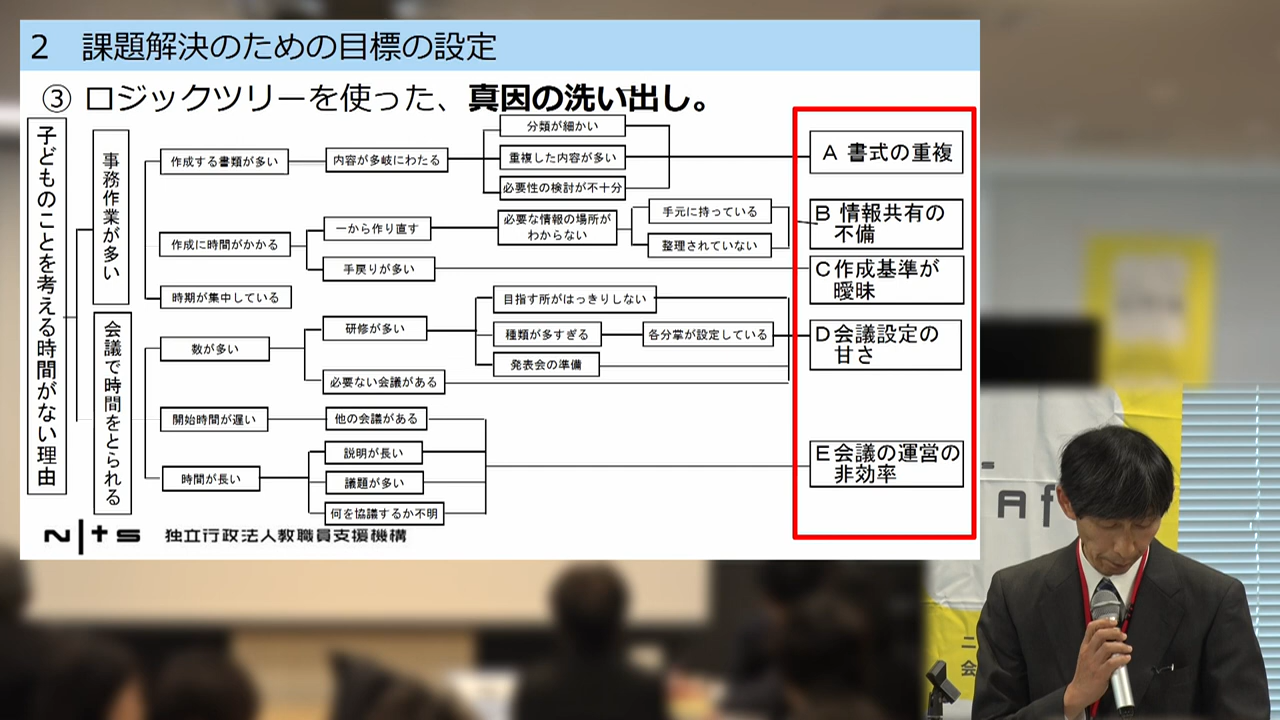 2 課題解決のための目標の設定
③ ロジックツリーを使った、真因の洗い出し。
子どものことを考える時間がない理由
事務作業が多い
作成する書類が多い
内容が多岐にわたる
分類が細かい
重複した内容が多い
必要性の検討が不十分
A 書式の重複
作成に時間がかかる
一から作り直す
必要な情報の場所が
わからない
手元に持っている
整理されていない
B 情報共有の
不備
手戻りが多い
C作成基準が
曖昧
時期が集中している
会議で時間をとられる
数が多い
研修が多い
目指す所がはっきりしない
種類が多すぎる
各分掌が設定している
発表会の準備
必要ない会議がある
D会議設定の
甘さ
開始時間が遅い
他の会議がある
時間が長い
説明が長い
議題が多い
何を協議するか不明
E会議の運営の
非効率
NITS 独立行政法人教職員支援機構
Af
二
会